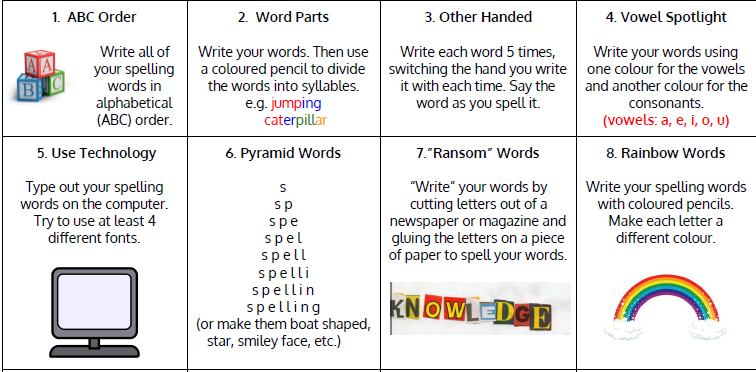 1. ABC Order
Write all of
your spelling
words in
alphabetical
(ABC) order.
A A
B C
2. Word Parts
Write your words. Then use
a coloured pencil to divide
the words into syllables.
e.g. jumping
caterpillar
3. Other Handed
Write each word 5 times,
switching the hand you write
it with each time. Say the
word as you spell it.
4. Vowel Spotlight
Write your words using
one colour for the vowels
and another colour for the
consonants.
(vowels: a, e, i, o, u)
5. Use Technology
Type out your spelling
words on the computer.
Try to use at least 4
different fonts.
6. Pyramid Words
s
s p
s p e
s p e l
s p e l l
s p e l l i
s p e l l i n
s p e l l i n g
(or make them boat shaped,
star, smiley face, etc.)
7."Ransom" Words
"Write" your words by
cutting letters out of a
newspaper or magazine and
gluing the letters on a piece
of paper to spell your words.
KNOWLEDGE
8. Rainbow Words
Write your spelling words
with coloured pencils.
Make each letter a
different colour.